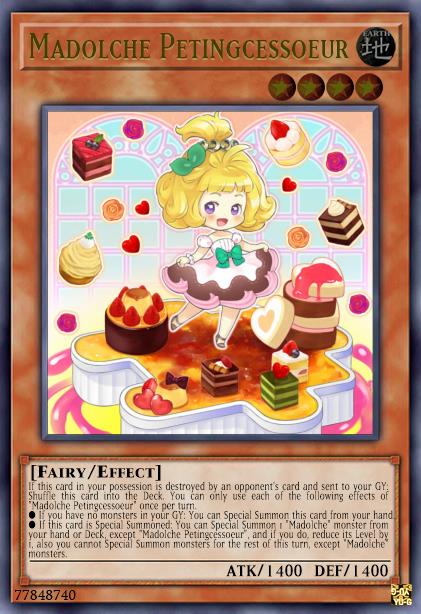 Madolche Petingcessoeur
EARTH
地
[Fairy/Effect]
If this card in your possession is destroyed by an opponent's card and sent to your GY:
Shuffle this card into the Deck. You can only use each of the following effects of
"Madolche Petingcessoeur" once per turn.
● If you have no monsters in your GY: You can Special Summon this card from your hand.
● If this card is Special Summoned: You can Special Summon 1 "Madolche" monster from
your hand or Deck, except "Madolche Petingcessoeur", and if you do, reduce its Level by
1, also you cannot Special Summon monsters for the rest of this turn, except "Madolche"
monsters.
ATK/1400 DEF/1400
77848740